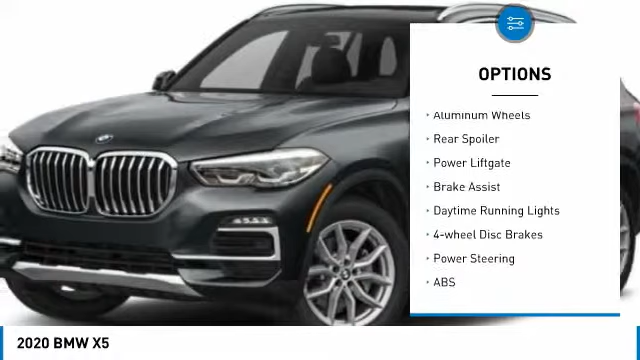 OPTIONS
Aluminum Wheels
Rear Spoiler
Power Liftgate
Brake Assist
Daytime Running Lights
4-wheel Disc Brakes
Power Steering
ABS
2020 BMW X5